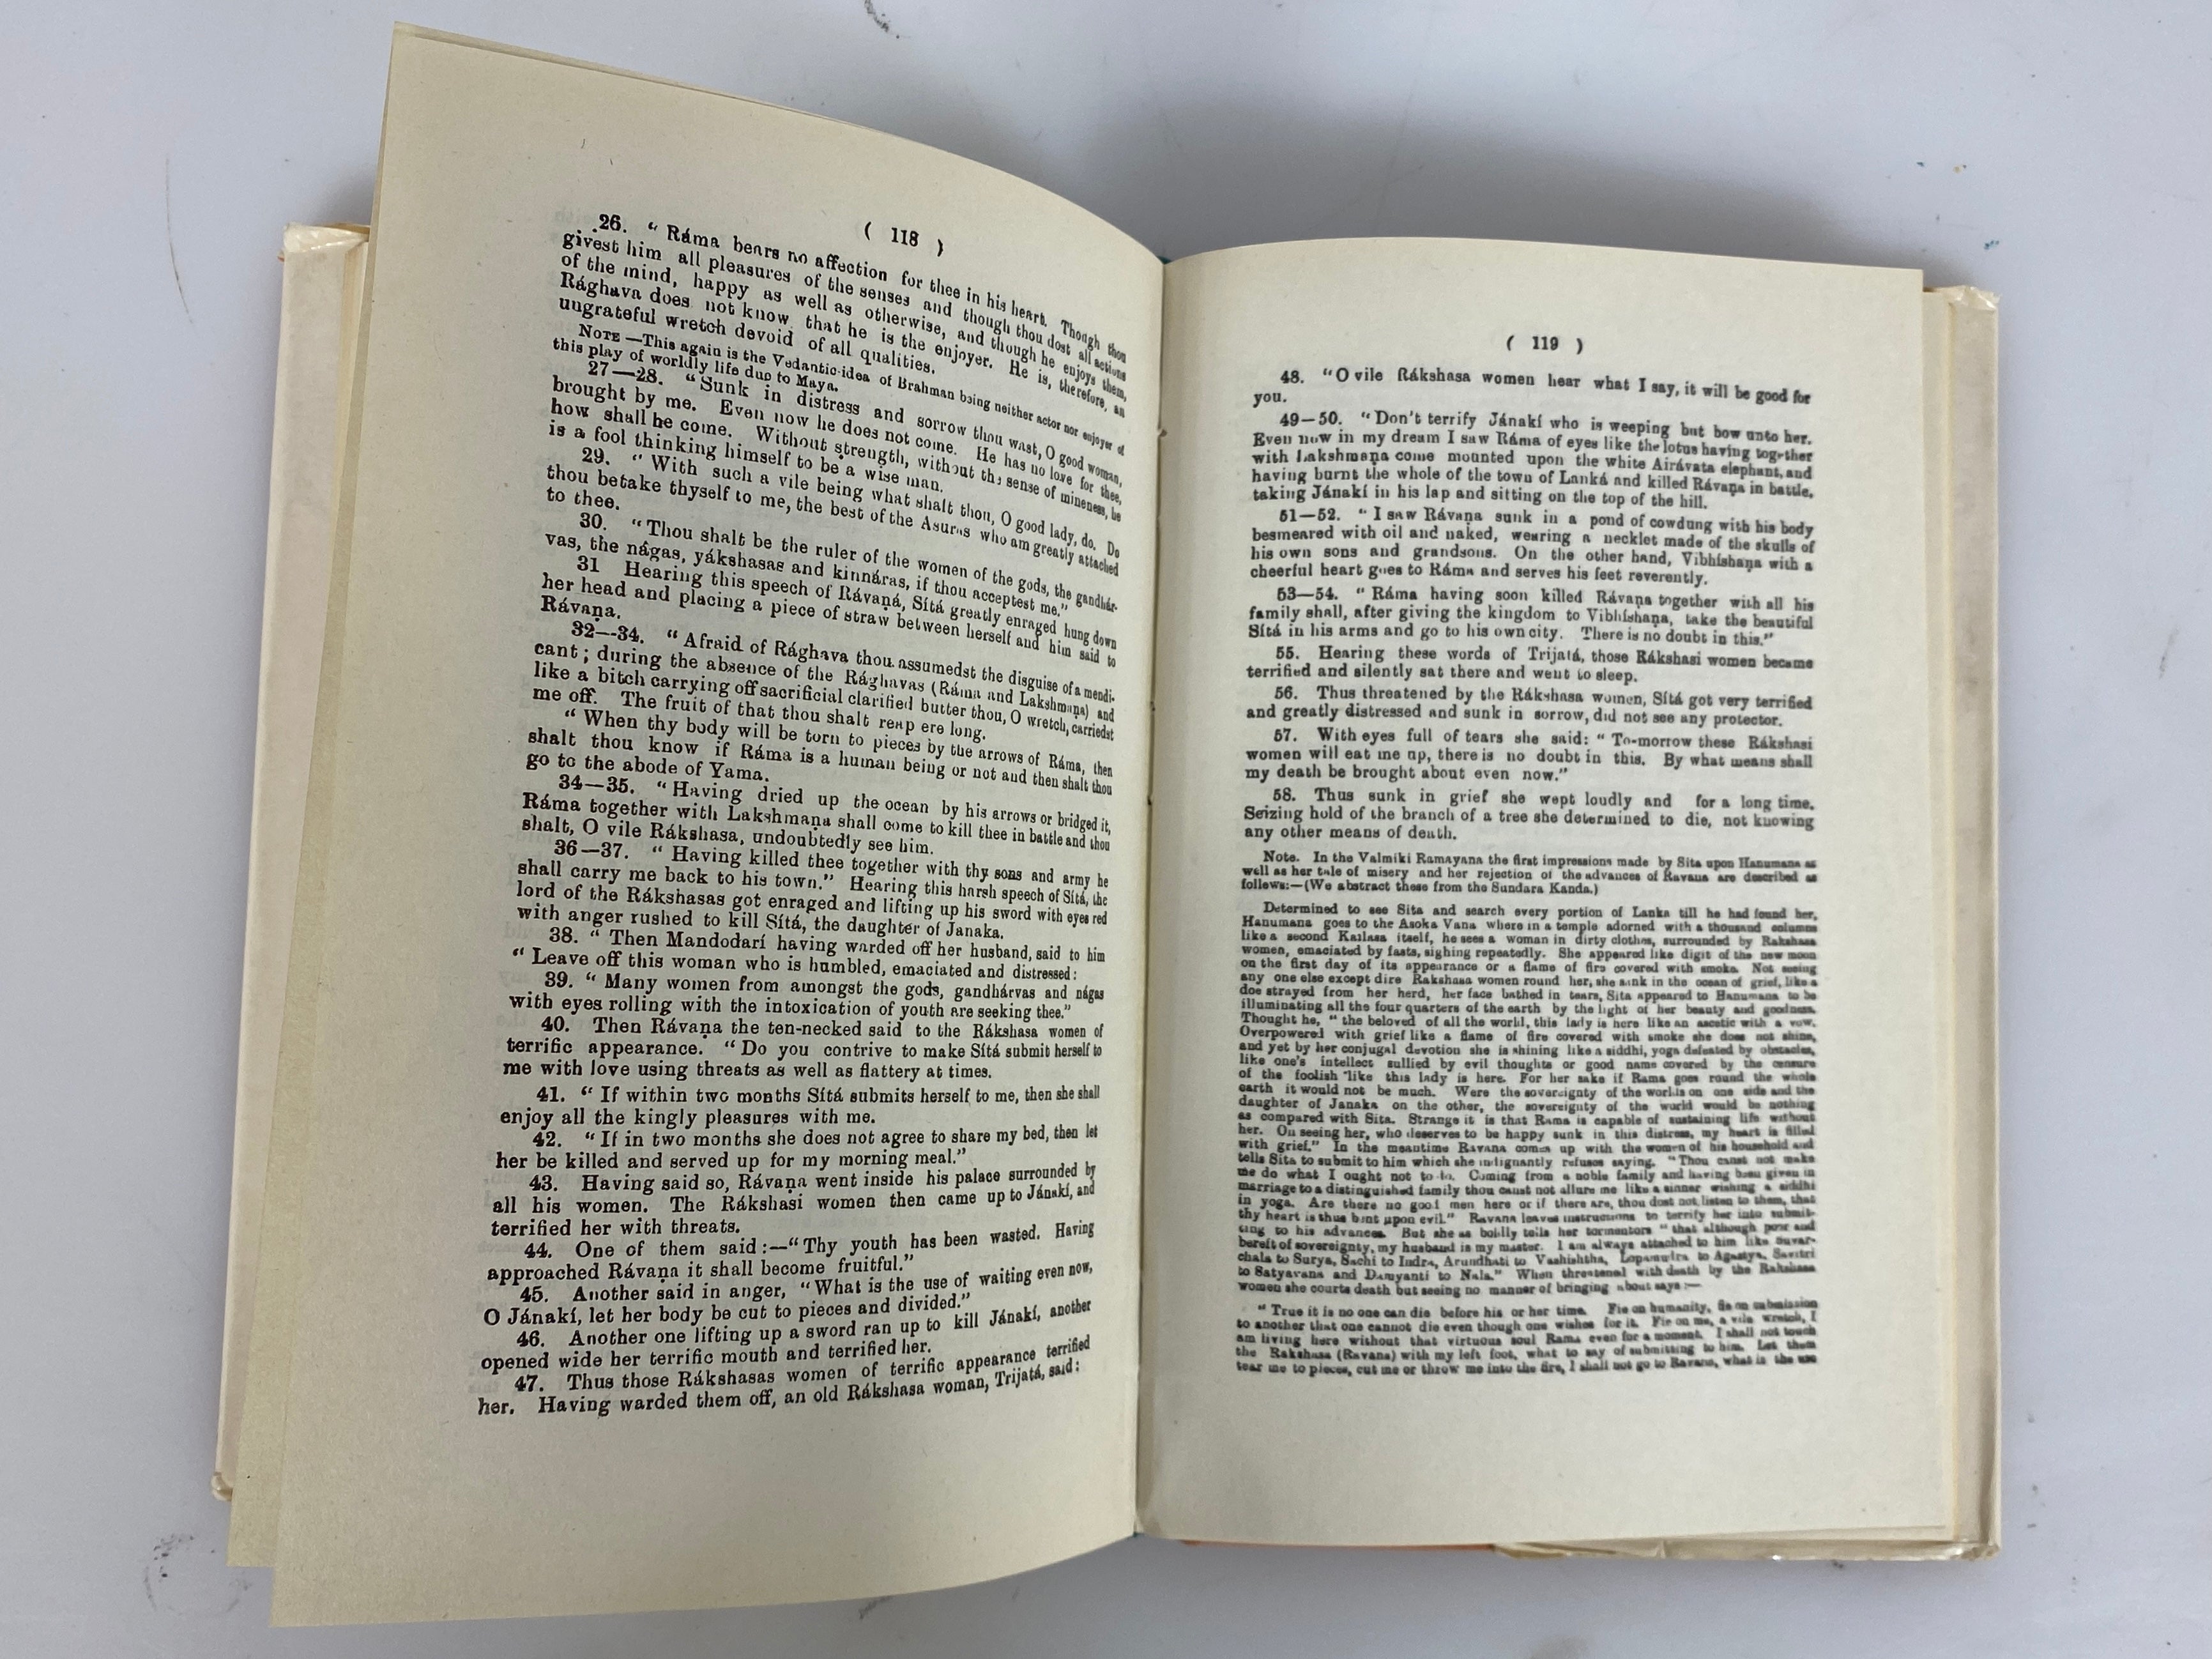 ( 118 )
26. “ Ráma bears no affection for thee in his heart. Though thou
givest him all pleasures of the senses and though thou dost all actions
of the mind, happy as well as otherwise, and though he enjoys them,
Rághava does not know that he is the enjoyer. He is, therefore, an
ungrateful wretch devoid of all qualities.
NOTE —This again is the Vedantic idea of Brahman being neither actor nor enjoyer of
this play of worldly life due to Maya.
27—28. “Sunk in distress and sorrow thou wast, O good woman,
brought by me. Even now he does not come. He has no love for thee,
how shall he come. Without strength, without the sense of mineness, he
is a fool thinking himself to be a wise man.
29. “ With such a vile being what shalt thou, O good lady, do. Do
thou betake thyself to me, the best of the Asuras who am greatly attached
to thee.
30. “Thou shalt be the ruler of the women of the gods, the gandhár-
vas, the nágas, yákshasas and kinnáras, if thou acceptest me.”
31 Hearing this speech of Rávaṇá, Sítá greatly enraged hung down
her head and placing a piece of straw between herself and him said to
Rávaṇa.
32—-34. “ Afraid of Rághava thou assumedst the disguise of a mendi-
cant ; during the absence of the Rághavas (Ráma and Lakshmaṇa) and
like a bitch carrying off sacrificial clarified butter thou, O wretch, carriedst
me off. The fruit of that thou shalt reap ere long.
“ When thy body will be torn to pieces by the arrows of Ráma, then
shalt thou know if Ráma is a human being or not and then shalt thou
go to the abode of Yama.
34—35. “Having dried up the ocean by his arrows or bridged it,
Ráma together with Lakshmaṇa shall come to kill thee in battle and thou
shalt, O vile Rákshasa, undoubtedly see him.
36—37. “ Having killed thee together with thy sons and army he
shall carry me back to his town.” Hearing this harsh speech of Sítá, the
lord of the Rákshasas got enraged and lifting up his sword with eyes red
with anger rushed to kill Sítá, the daughter of Janaka.
38. “ Then Mandodarí having warded off her husband, said to him
“ Leave off this woman who is humbled, emaciated and distressed :
39. “ Many women from amongst the gods, gandhárvas and nágas
with eyes rolling with the intoxication of youth are seeking thee.”
40. Then Rávaṇa the ten-necked said to the Rákshasa women of
terrific appearance. “ Do you contrive to make Sítá submit herself to
me with love using threats as well as flattery at times.
41. “ If within two months Sítá submits herself to me, then she shall
enjoy all the kingly pleasures with me.
42. “ If in two months she does not agree to share my bed, then let
her be killed and served up for my morning meal.”
43. Having said so, Rávaṇa went inside his palace surrounded by
all his women. The Rákshasi women then came up to Jánakí, and
terrified her with threats.
44. One of them said :—“Thy youth has been wasted. Having
approached Rávaṇa it shall become fruitful.”
45. Another said in anger, “What is the use of waiting even now,
O Jánakí, let her body be cut to pieces and divided.”
46. Another one lifting up a sword ran up to kill Jánakí, another
opened wide her terrific mouth and terrified her.
47. Thus those Rákshasas women of terrific appearance terrified
her. Having warded them off, an old Rákshasa woman, Trijatá, said :
( 119 )
48. “O vile Rákshasa women hear what I say, it will be good for
you.
49—50. “Don't terrify Jánakí who is weeping but bow unto her.
Even now in my dream I saw Ráma of eyes like the lotus having together
with Lakshmaṇa come mounted upon the white Airávata elephant, and
having burnt the whole of the town of Lanká and killed Rávaṇa in battle,
taking Jánakí in his lap and sitting on the top of the hill.
51—52. “ I saw Rávaṇa sunk in a pond of cowdung with his body
besmeared with oil and naked, wearing a necklet made of the skulls of
his own sons and grandsons. On the other hand, Vibhíshaṇa with a
cheerful heart goes to Ráma and serves his feet reverently.
53—54. “ Ráma having soon killed Rávaṇa together with all his
family shall, after giving the kingdom to Vibhíshaṇa, take the beautiful
Sítá in his arms and go to his own city. There is no doubt in this.”
55. Hearing these words of Trijatá, those Rákshasi women became
terrified and silently sat there and went to sleep.
56. Thus threatened by the Rákshasa women, Sítá got very terrified
and greatly distressed and sunk in sorrow, did not see any protector.
57. With eyes full of tears she said: “ To-morrow these Rákshasi
women will eat me up, there is no doubt in this. By what means shall
my death be brought about even now.”
58. Thus sunk in grief she wept loudly and for a long time.
Seizing hold of the branch of a tree she determined to die, not knowing
any other means of death.
Note. In the Valmiki Ramayana the first impressions made by Sita upon Hanumana as
well as her tale of misery and her rejection of the advances of Ravana are described as
follows:—(We abstract these from the Sundara Kanda.)
Determined to see Sita and search every portion of Lanka till he had found her,
Hanumana goes to the Asoka Vana where in a temple adorned with a thousand columns
like a second Kailasa itself, he sees a woman in dirty clothes, surrounded by Rakshasa
women, emaciated by fasts, sighing repeatedly. She appeared like digit of the new moon
on the first day of its appearance or a flame of fire covered with smoke. Not seeing
any one else except dire Rakshasa women round her, she sank in the ocean of grief, like a
doe strayed from her herd, her face bathed in tears, Sita appeared to Hanumana to be
illuminating all the four quarters of the earth by the light of her beauty and goodness.
Thought he, “ the beloved of all the world, this lady is here like an ascetic with a vow.
Overpowered with grief like a flame of fire covered with smoke she does not shine,
and yet by her conjugal devotion she is shining like a siddhi, yoga defeated by obstacles,
like one's intellect sullied by evil thoughts or good name covered by the censure
of the foolish like this lady is here. For her sake if Rama goes round the whole
earth it would not be much. Were the sovereignty of the worlds on one side and the
daughter of Janaka on the other, the sovereignty of the world would be nothing
as compared with Sita. Strange it is that Rama is capable of sustaining life without
her. On seeing her, who deserves to be happy sunk in this distress, my heart is filled
with grief.” In the meantime Ravana comes up with the women of his household and
tells Sita to submit to him which she indignantly refuses saying. “Thou canst not make
me do what I ought not to do. Coming from a noble family and having been given in
marriage to a distinguished family thou canst not allure me like a sinner wishing a siddhi
in yoga. Are there no good men here or if there are, thou dost not listen to them, that
thy heart is thus bent upon evil.” Ravana leaves instructions to terrify her into submit-
ting to his advances. But she as boldly tells her tormentors “ that although poor and
bereft of sovereignty, my husband is my master. I am always attached to him like Suvar-
chala to Surya, Sachi to Indra, Arundhati to Vashishtha, Lopamudra to Agastya, Savitri
to Satyavana and Damyanti to Nala.” When threatened with death by the Rakshasa
women she courts death but seeing no manner of bringing about says :—
“ True it is no one can die before his or her time. Fie on humanity, fie on submission
to another that one cannot die even though one wishes for it. Fie on me, a vile wretch, I
am living here without that virtuous soul Rama even for a moment. I shall not touch
the Rakshasa (Ravana) with my left foot, what to say of submitting to him. Let them
tear me to pieces, cut me or throw me into the fire, I shall not go to Ravana, what is the use